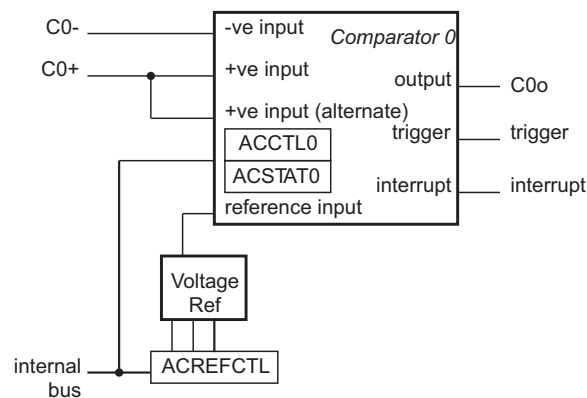 C0-
-ve input
Comparator 0
C0+
+ve input
output
C0o
+ve input (alternate)
trigger
trigger
ACCTL0
ACSTAT0
interrupt
interrupt
reference input
Voltage
Ref
internal
bus
ACREFCTL